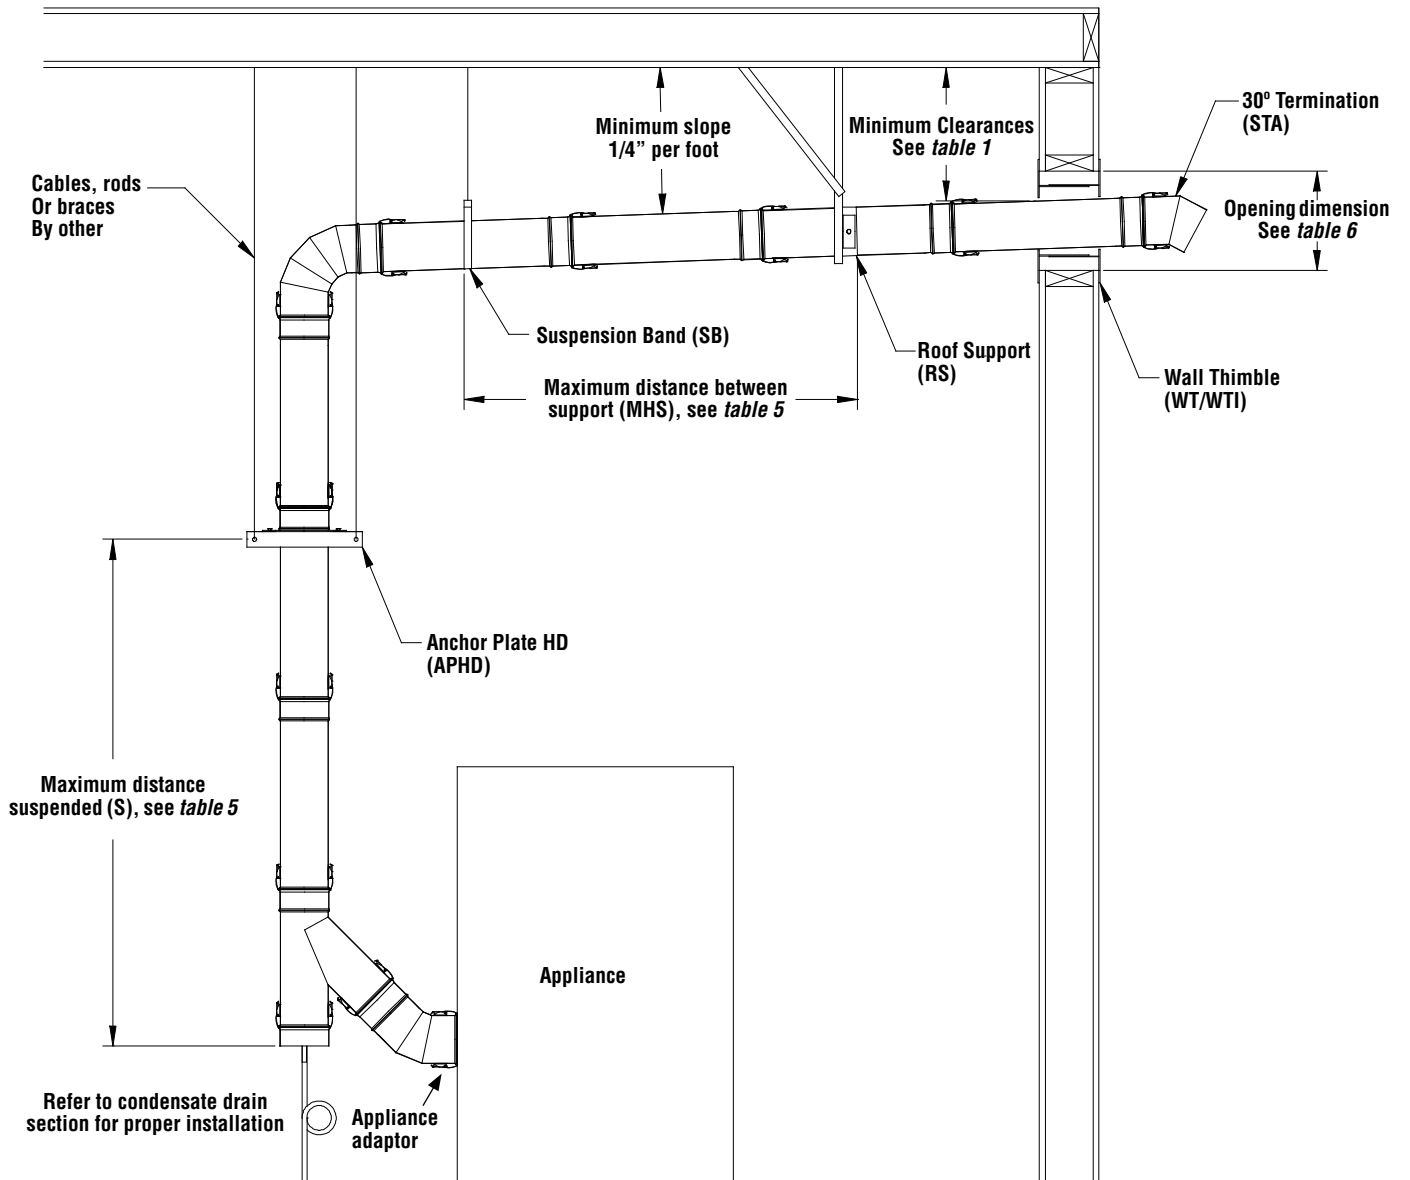 30º Termination
(STA)
Minimum slope
1/4” per foot
Minimum Clearances
See table 1
Cables, rods
Or braces
By other
Opening dimension
See table 6
Suspension Band (SB)
Roof Support
(RS)
Wall Thimble
(WT/WTI)
Maximum distance between
support (MHS), see table 5
Anchor Plate HD
(APHD)
Maximum distance
suspended (S), see table 5
Appliance
Refer to condensate drain
section for proper installation
Appliance
adaptor